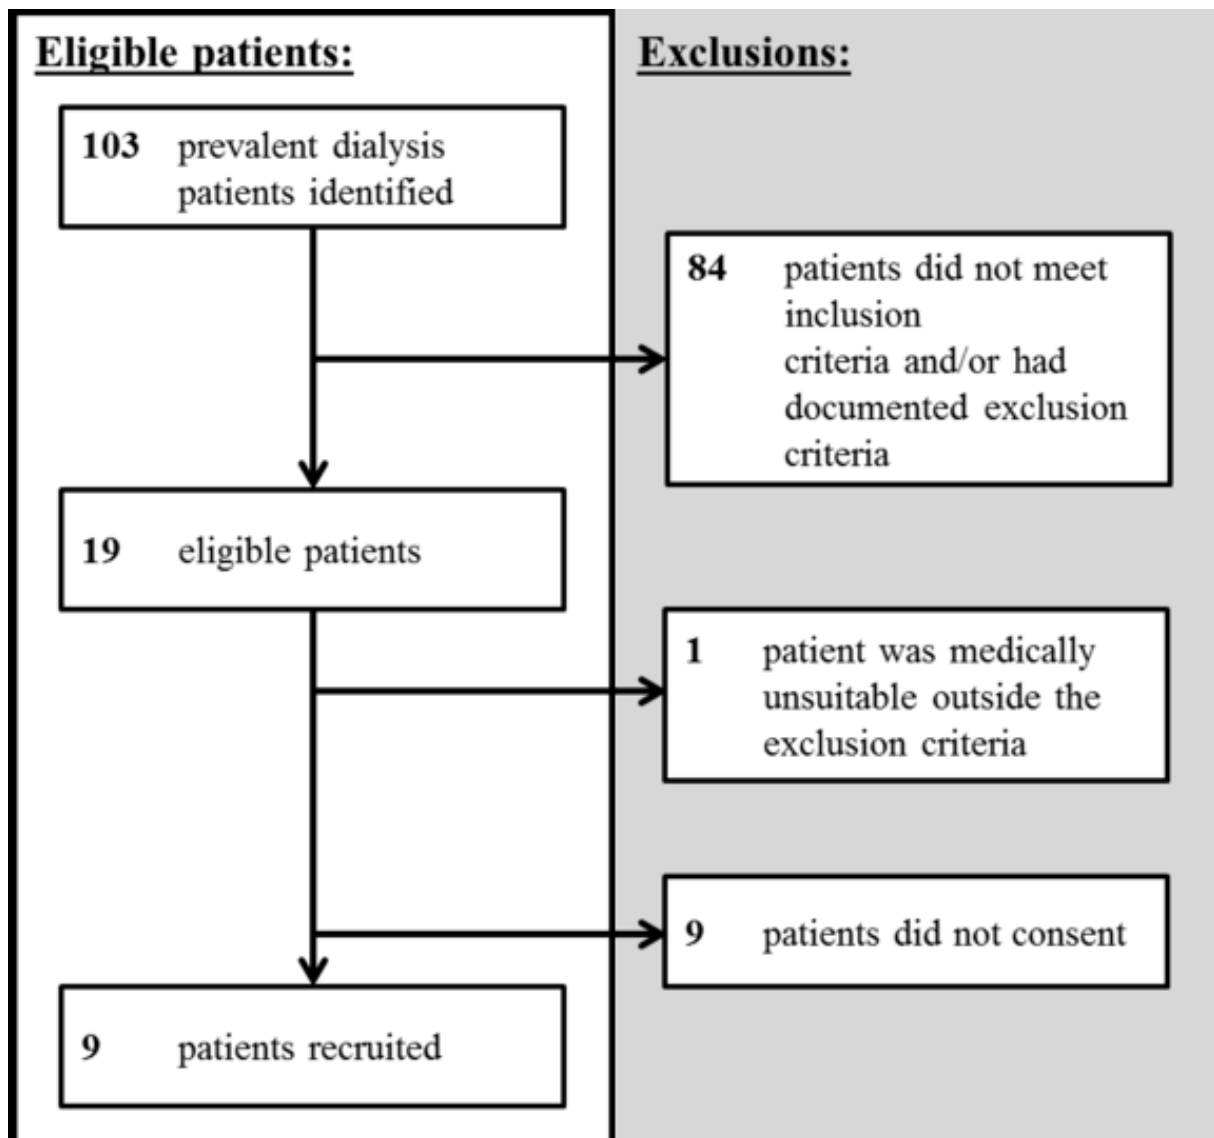 Eligible patients:
Exclusions:
103 prevalent dialysis
patients identified
84 patients did not meet
inclusion
criteria and/or had
documented exclusion
criteria
19 eligible patients
1 patient was medically
unsuitable outside the
exclusion criteria
9 patients did not consent
9 patients recruited